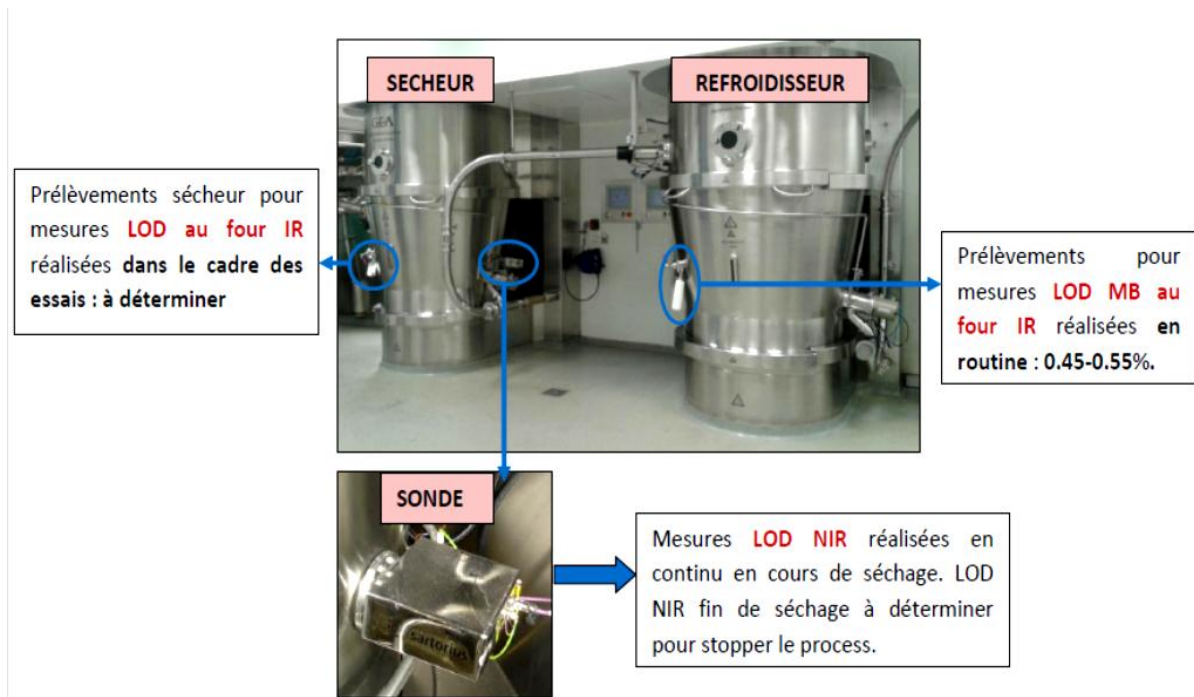 SECHEUR
REFROIDISSEUR
Prélèvements sécheur pour
mesures LOD au four IR
réalisées dans le cadre des
essais : à déterminer
Prélèvements pour
mesures LOD MB au
four IR réalisées en
routine : 0.45-0.55%.
SONDE
sartorius
Mesures LOD NIR réalisées en
continu en cours de séchage. LOD
NIR fin de séchage à déterminer
pour stopper le process.